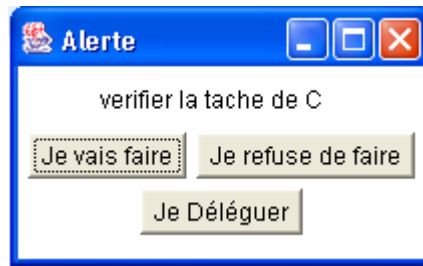 Alerte
verifier la tache de C
Je vais faire Je refuse de faire
Je Déléguer